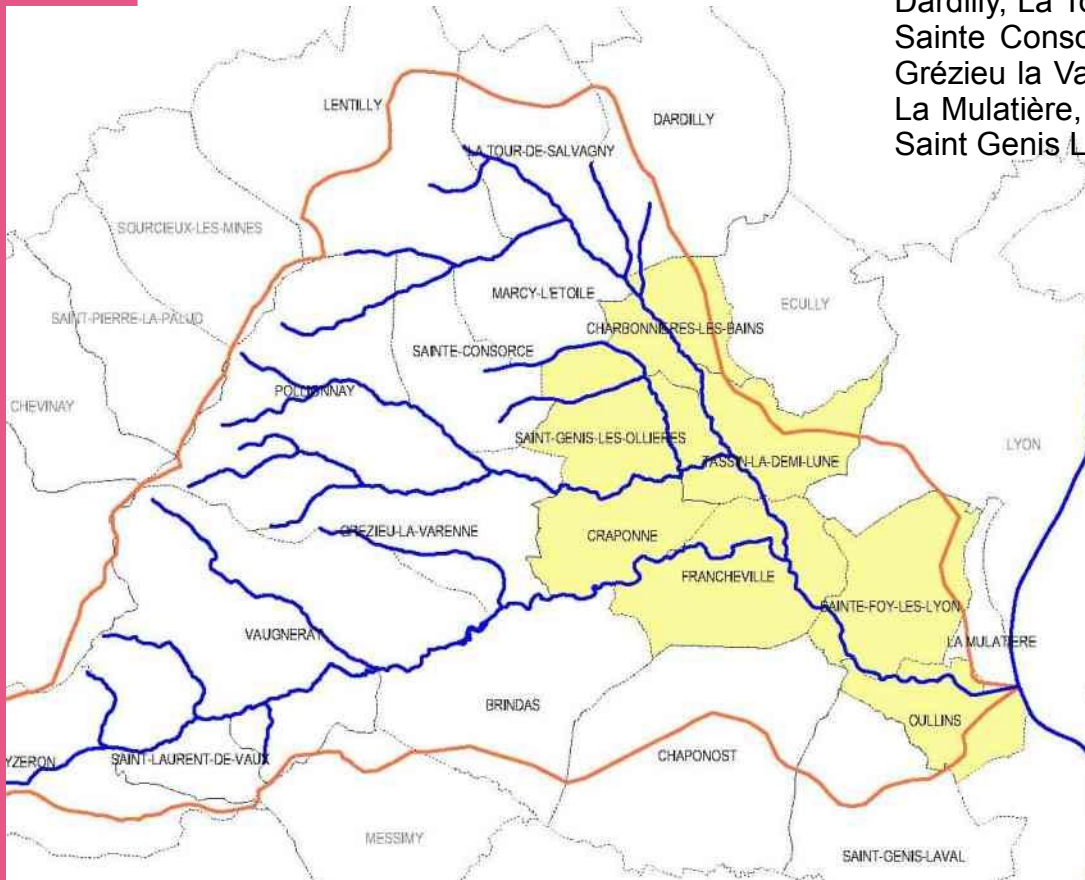 Dardilly, La To
Sainte Conso
Grézieu la Va
La Mulatière,
Saint Genis L
LENTILLY
DARDILLY
LA TOUR-DE-SALVAGNY
SOURCIEUX-LES-MINES
MARCY-L'ETOILE
ECULLY
SAINT-PIERRE-LA-PALUD
CHARBONNIERES-LES-BAINS
SAINTE-CONSORCE
POLLIONNAY
CHEVINAY
SAINT-GENIS-LES-OLLIERES
LYON
TASSIN-LA-DEMI-LUNE
GREZIEU-LA-VARENNE
CRAPONNE
FRANCHEVILLE
SAINTE-FOY-LES-LYON
VAUGNERAY
LA MULATIERE
BRINDAS
OULLINS
CHAPONOST
YZERON
SAINT-LAURENT-DE-VAUX
MESSIMY
SAINT-GENIS-LAVAL